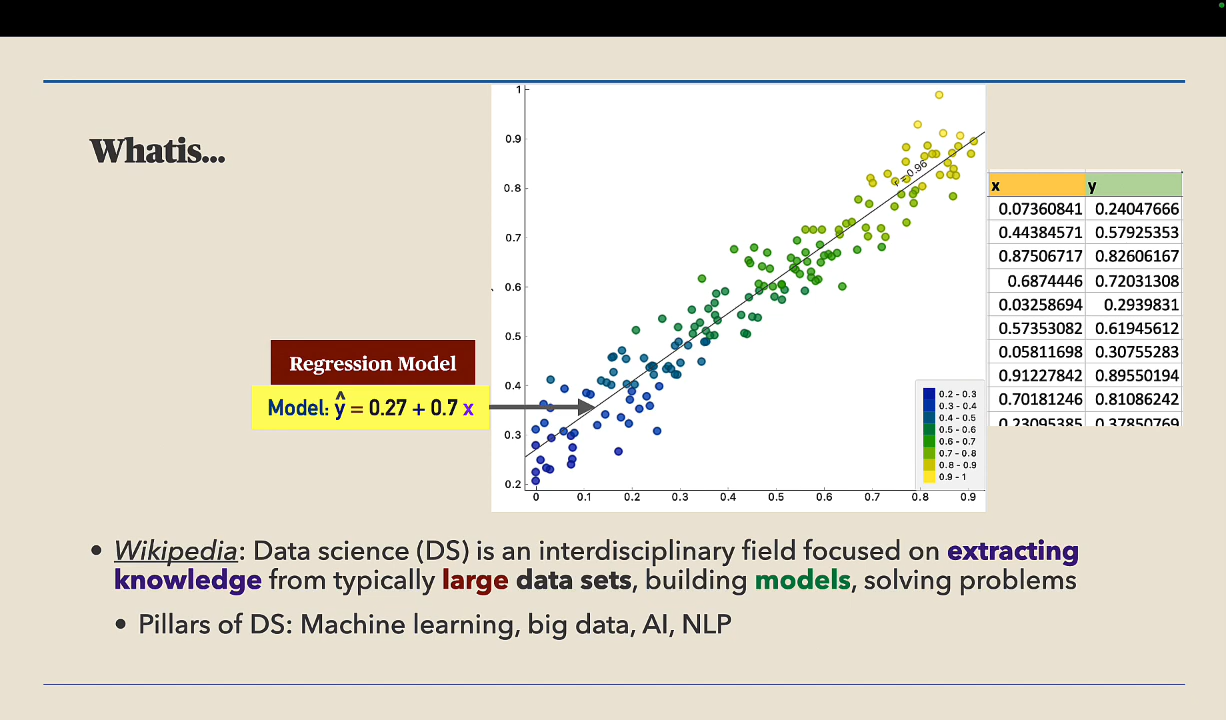 Whatis...
Regression Model
Model: ŷ = 0.27 + 0.7 x
1
0.9
0.8
0.7
0.6
0.5
0.4
0.3
0.2
0 0.1 0.2 0.3 0.4 0.5 0.6 0.7 0.8 0.9
=0.96
0.2 - 0.3
0.3 - 0.4
0.4 - 0.5
0.5 - 0.6
0.6 - 0.7
0.7 - 0.8
0.8 - 0.9
0.9 - 1
x y
0.07360841 0.24047666
0.44384571 0.57925353
0.87506717 0.82606167
0.6874446 0.72031308
0.03258694 0.2939831
0.57353082 0.61945612
0.05811698 0.30755283
0.91227842 0.89550194
0.70181246 0.81086242
0.23095385 0.37850769
• Wikipedia: Data science (DS) is an interdisciplinary field focused on extracting
knowledge from typically large data sets, building models, solving problems
• Pillars of DS: Machine learning, big data, AI, NLP